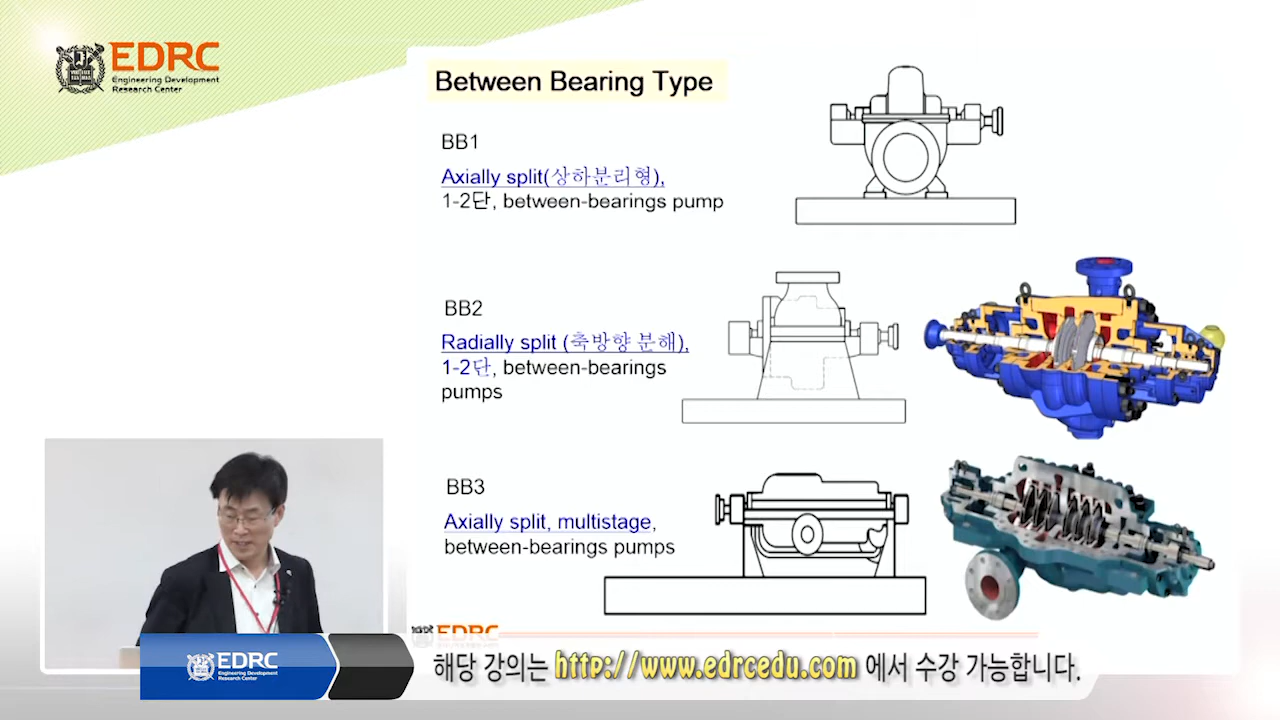 EDRC
Engineering Development
Research Center
Between Bearing Type
BB1
Axially split(상하분리형),
1-2단, between-bearings pump
BB2
Radially split (축방향 분해),
1-2단, between-bearings
pumps
BB3
Axially split, multistage,
between-bearings pumps
EDRC
EDRC
Engineering Development
Research Center
해당 강의는 http://www.edrcedu.com 에서 수강 가능합니다.